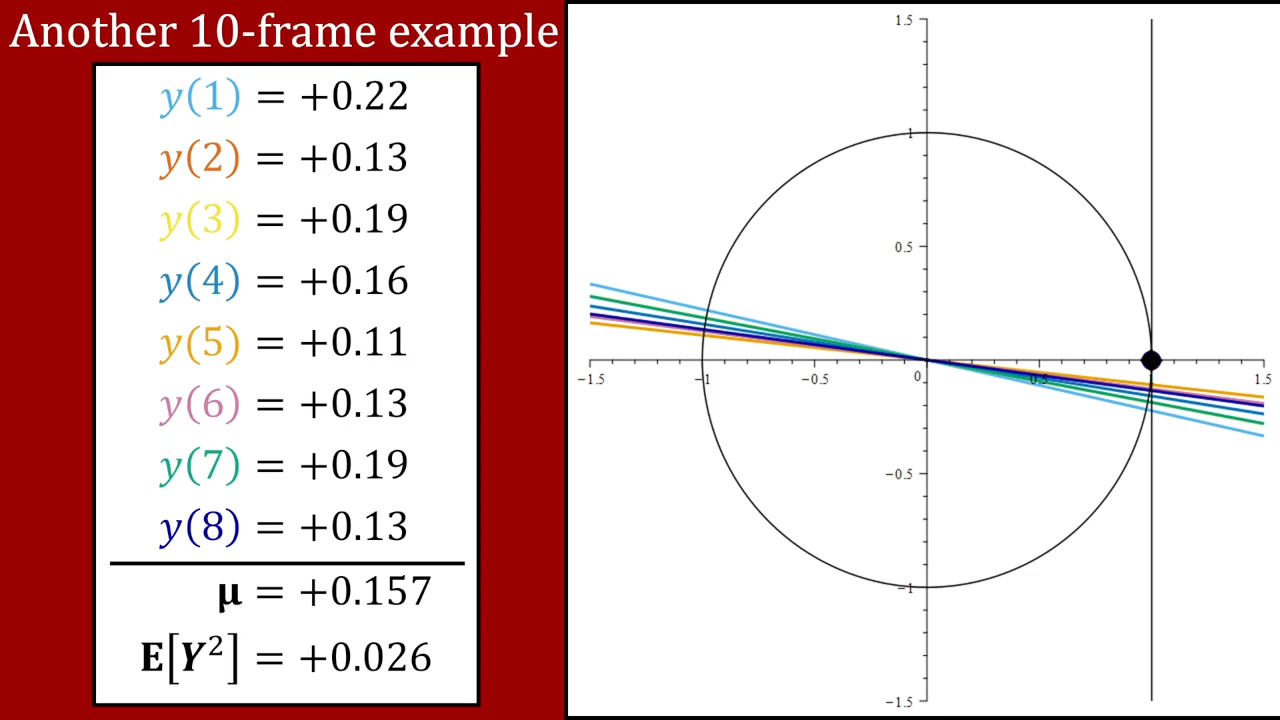 Another 10-frame example
y(1) = +0.22
y(2) = +0.13
y(3) = +0.19
y(4) = +0.16
y(5) = +0.11
y(6) = +0.13
y(7) = +0.19
y(8) = +0.13
μ = +0.157
E[Y²] = +0.026
1.5
1
0.5
−1.5
−1
−0.5
0
0.5
1
1.5
−0.5
−1
−1.5